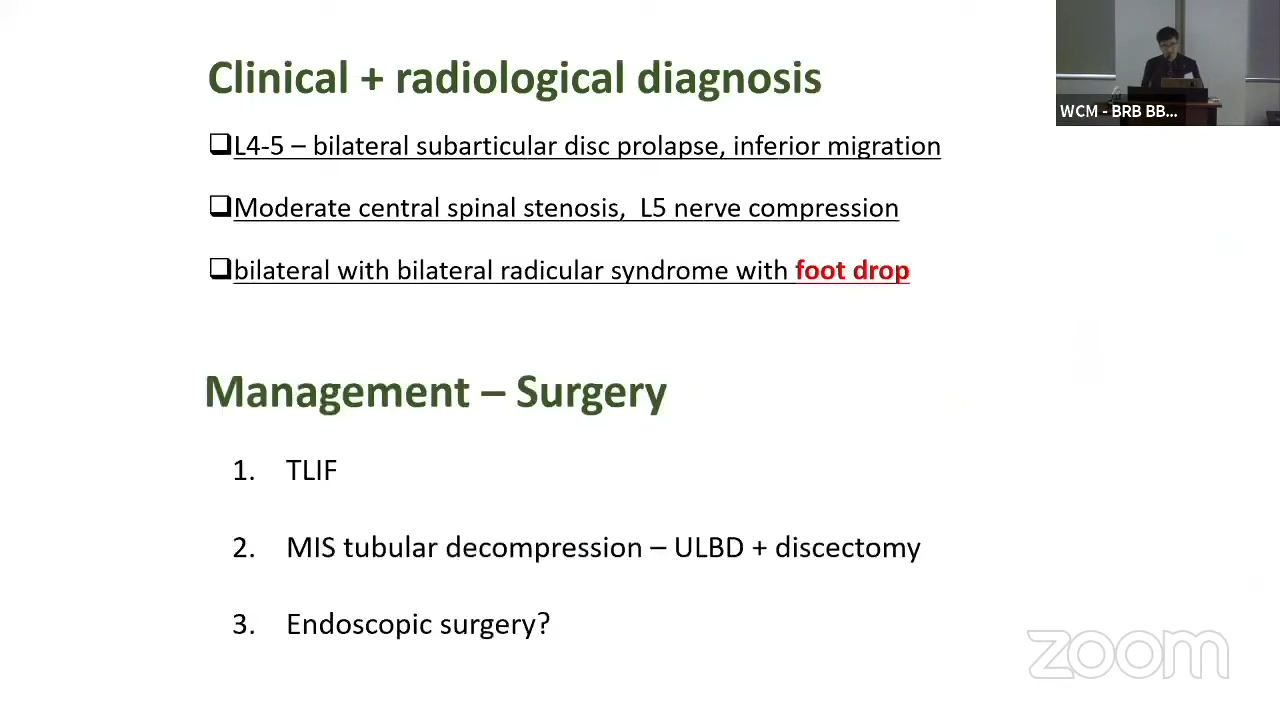 Clinical + radiological diagnosis
L4-5 – bilateral subarticular disc prolapse, inferior migration
Moderate central spinal stenosis, L5 nerve compression
bilateral with bilateral radicular syndrome with foot drop
Management – Surgery
1. TLIF
2. MIS tubular decompression – ULBD + discectomy
3. Endoscopic surgery?
WCM - BRB BB...
zoom